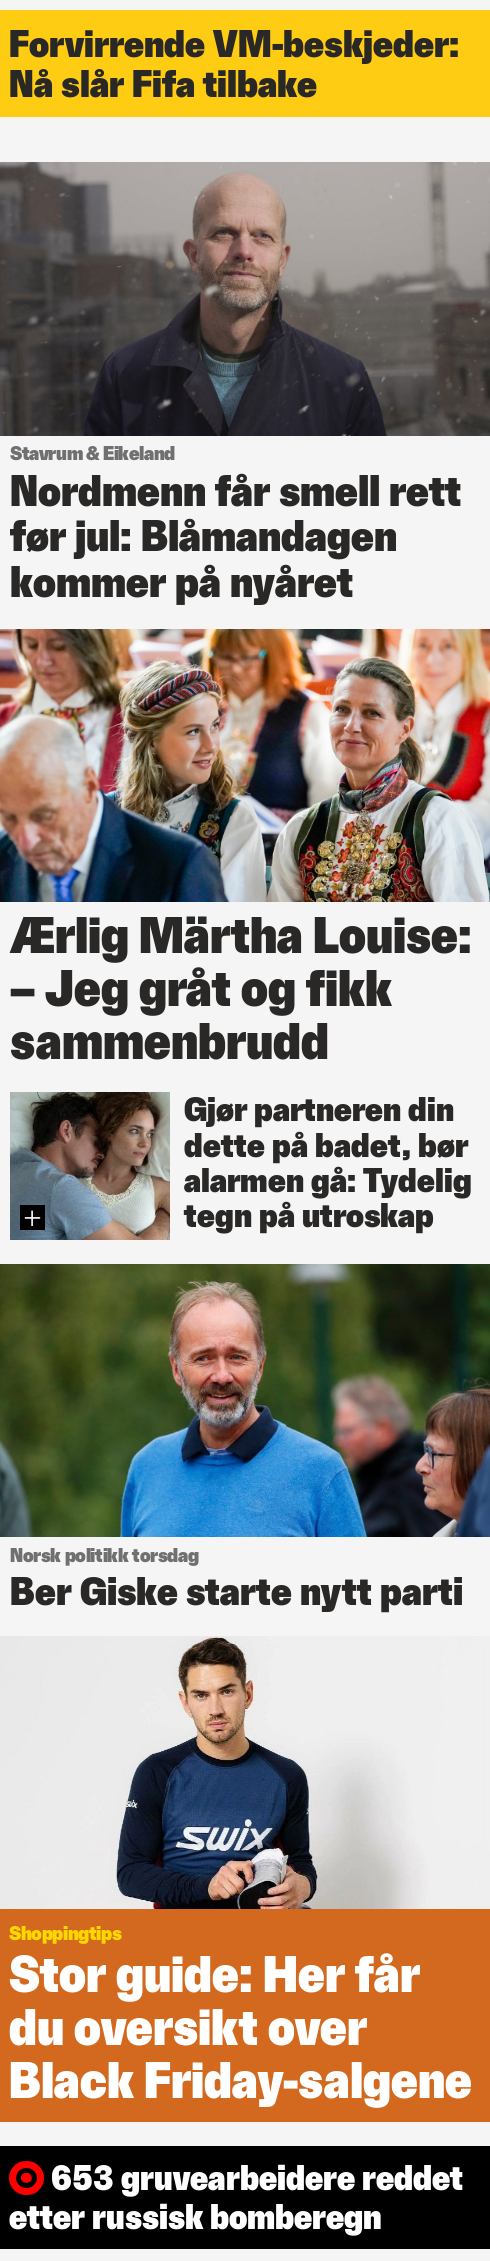 Forvirrende VM-beskjeder:
Nå slår Fifa tilbake
Stavrum & Eikeland
Nordmenn får smell rett
før jul: Blåmandagen
kommer på nyåret
Ærlig Märtha Louise:
– Jeg gråt og fikk
sammenbrudd
Gjør partneren din
dette på badet, bør
alarmen gå: Tydelig
tegn på utroskap
Norsk politikk torsdag
Ber Giske starte nytt parti
swix
SWIX
Shoppingtips
Stor guide: Her får
du oversikt over
Black Friday-salgene
653 gruvearbeidere reddet
etter russisk bomberegn